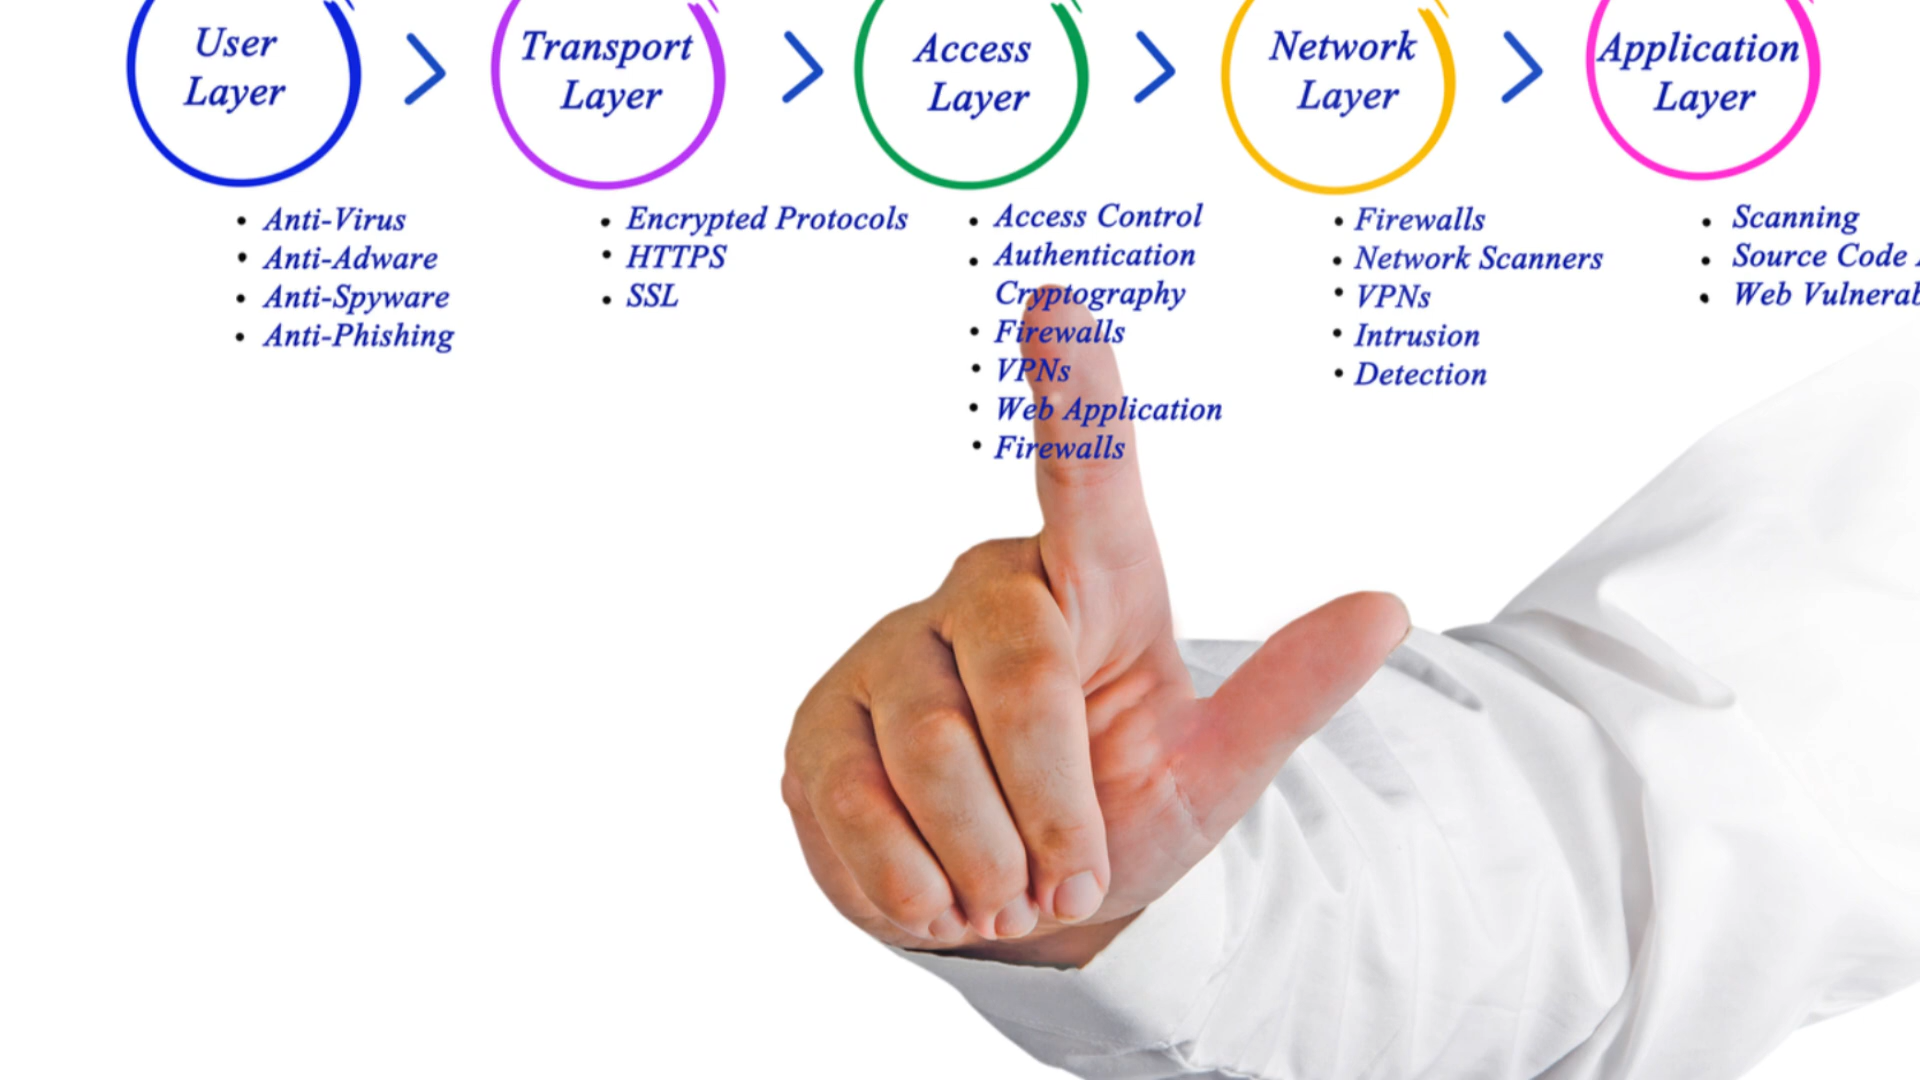 User
Layer
Transport
Layer
Access
Layer
Network
Layer
Application
Layer
Anti-Virus
Anti-Adware
Anti-Spyware
Anti-Phishing
Encrypted Protocols
HTTPS
SSL
Access Control
Authentication
Cryptography
Firewalls
VPNs
Web Application
Firewalls
Firewalls
Network Scanners
VPNs
Intrusion
Detection
Scanning
Source Code
Web